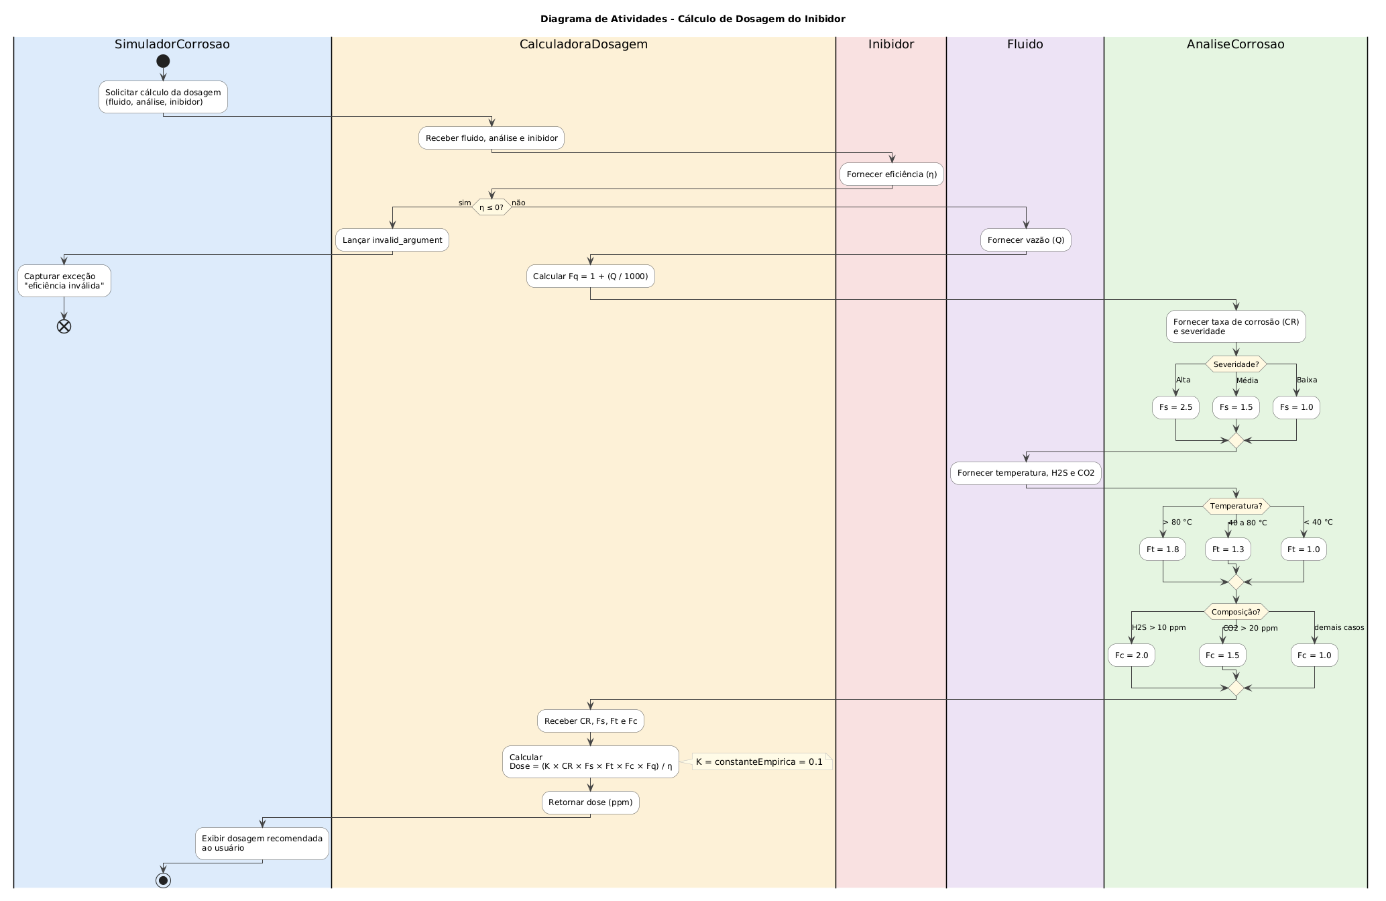 Diagrama de Atividades - Cálculo de Dosagem do Inibidor
SimuladorCorrosao
CalculadoraDosagem
Inibidor
Fluido
AnaliseCorrosao
Solicitar cálculo da dosagem
(fluido, análise, inibidor)
Receber fluido, análise e inibidor
Fornecer eficiência (η)
sim
η ≤ 0?
não
Lançar invalid_argument
Fornecer vazão (Q)
Capturar exceção
"eficiência inválida"
Calcular Fq = 1 + (Q / 1000)
Fornecer taxa de corrosão (CR)
e severidade
Severidade?
Alta
Média
Baixa
Fs = 2.5
Fs = 1.5
Fs = 1.0
Fornecer temperatura, H2S e CO2
Temperatura?
> 80 °C
40 a 80 °C
< 40 °C
Ft = 1.8
Ft = 1.3
Ft = 1.0
Composição?
H2S > 10 ppm
CO2 > 20 ppm
demais casos
Fc = 2.0
Fc = 1.5
Fc = 1.0
Receber CR, Fs, Ft e Fc
Calcular
Dose = (K × CR × Fs × Ft × Fc × Fq) / η
K = constanteEmpirica = 0.1
Retornar dose (ppm)
Exibir dosagem recomendada
ao usuário